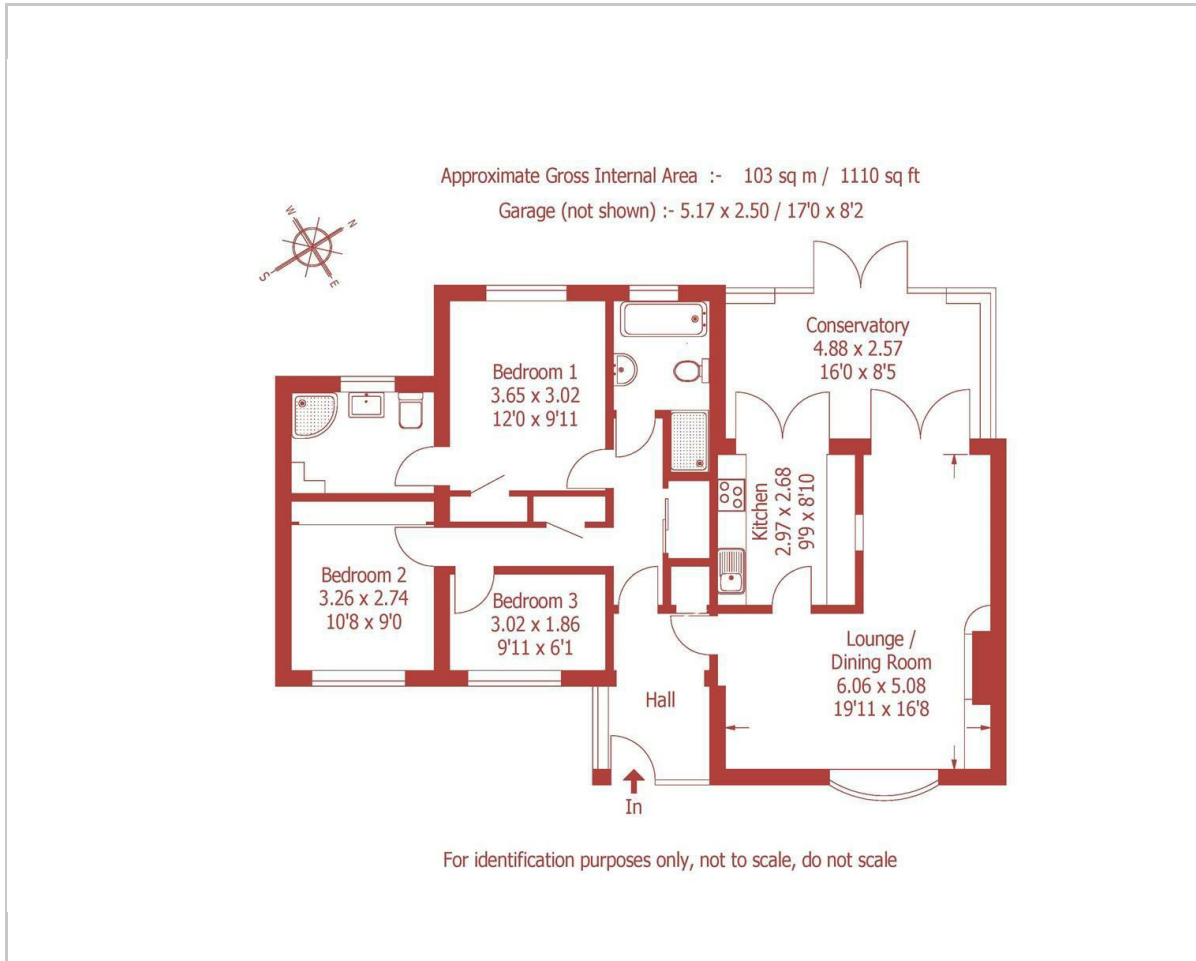 Approximate Gross Internal Area :- 103 sq m / 1110 sq ft
Garage (not shown) :- 5.17 x 2.50 / 17'0 x 8'2
W
N
S
E
Conservatory
4.88 x 2.57
16'0 x 8'5
Bedroom 1
3.65 x 3.02
12'0 x 9'11
Kitchen
2.97 x 2.68
9'9 x 8'10
Bedroom 2
3.26 x 2.74
10'8 x 9'0
Bedroom 3
3.02 x 1.86
9'11 x 6'1
Lounge /
Dining Room
6.06 x 5.08
19'11 x 16'8
Hall
In
For identification purposes only, not to scale, do not scale